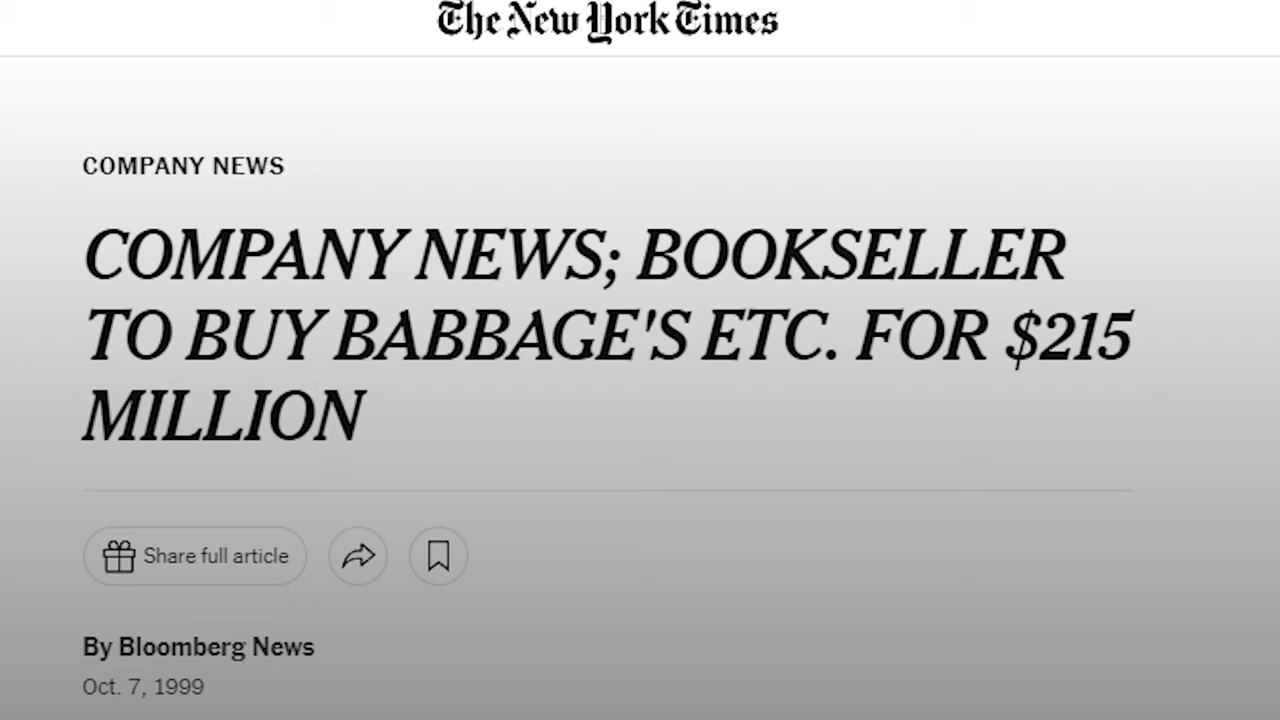 The New York Times
COMPANY NEWS
COMPANY NEWS; BOOKSELLER
TO BUY BABBAGE'S ETC. FOR $215
MILLION
Share full article
By Bloomberg News
Oct. 7, 1999